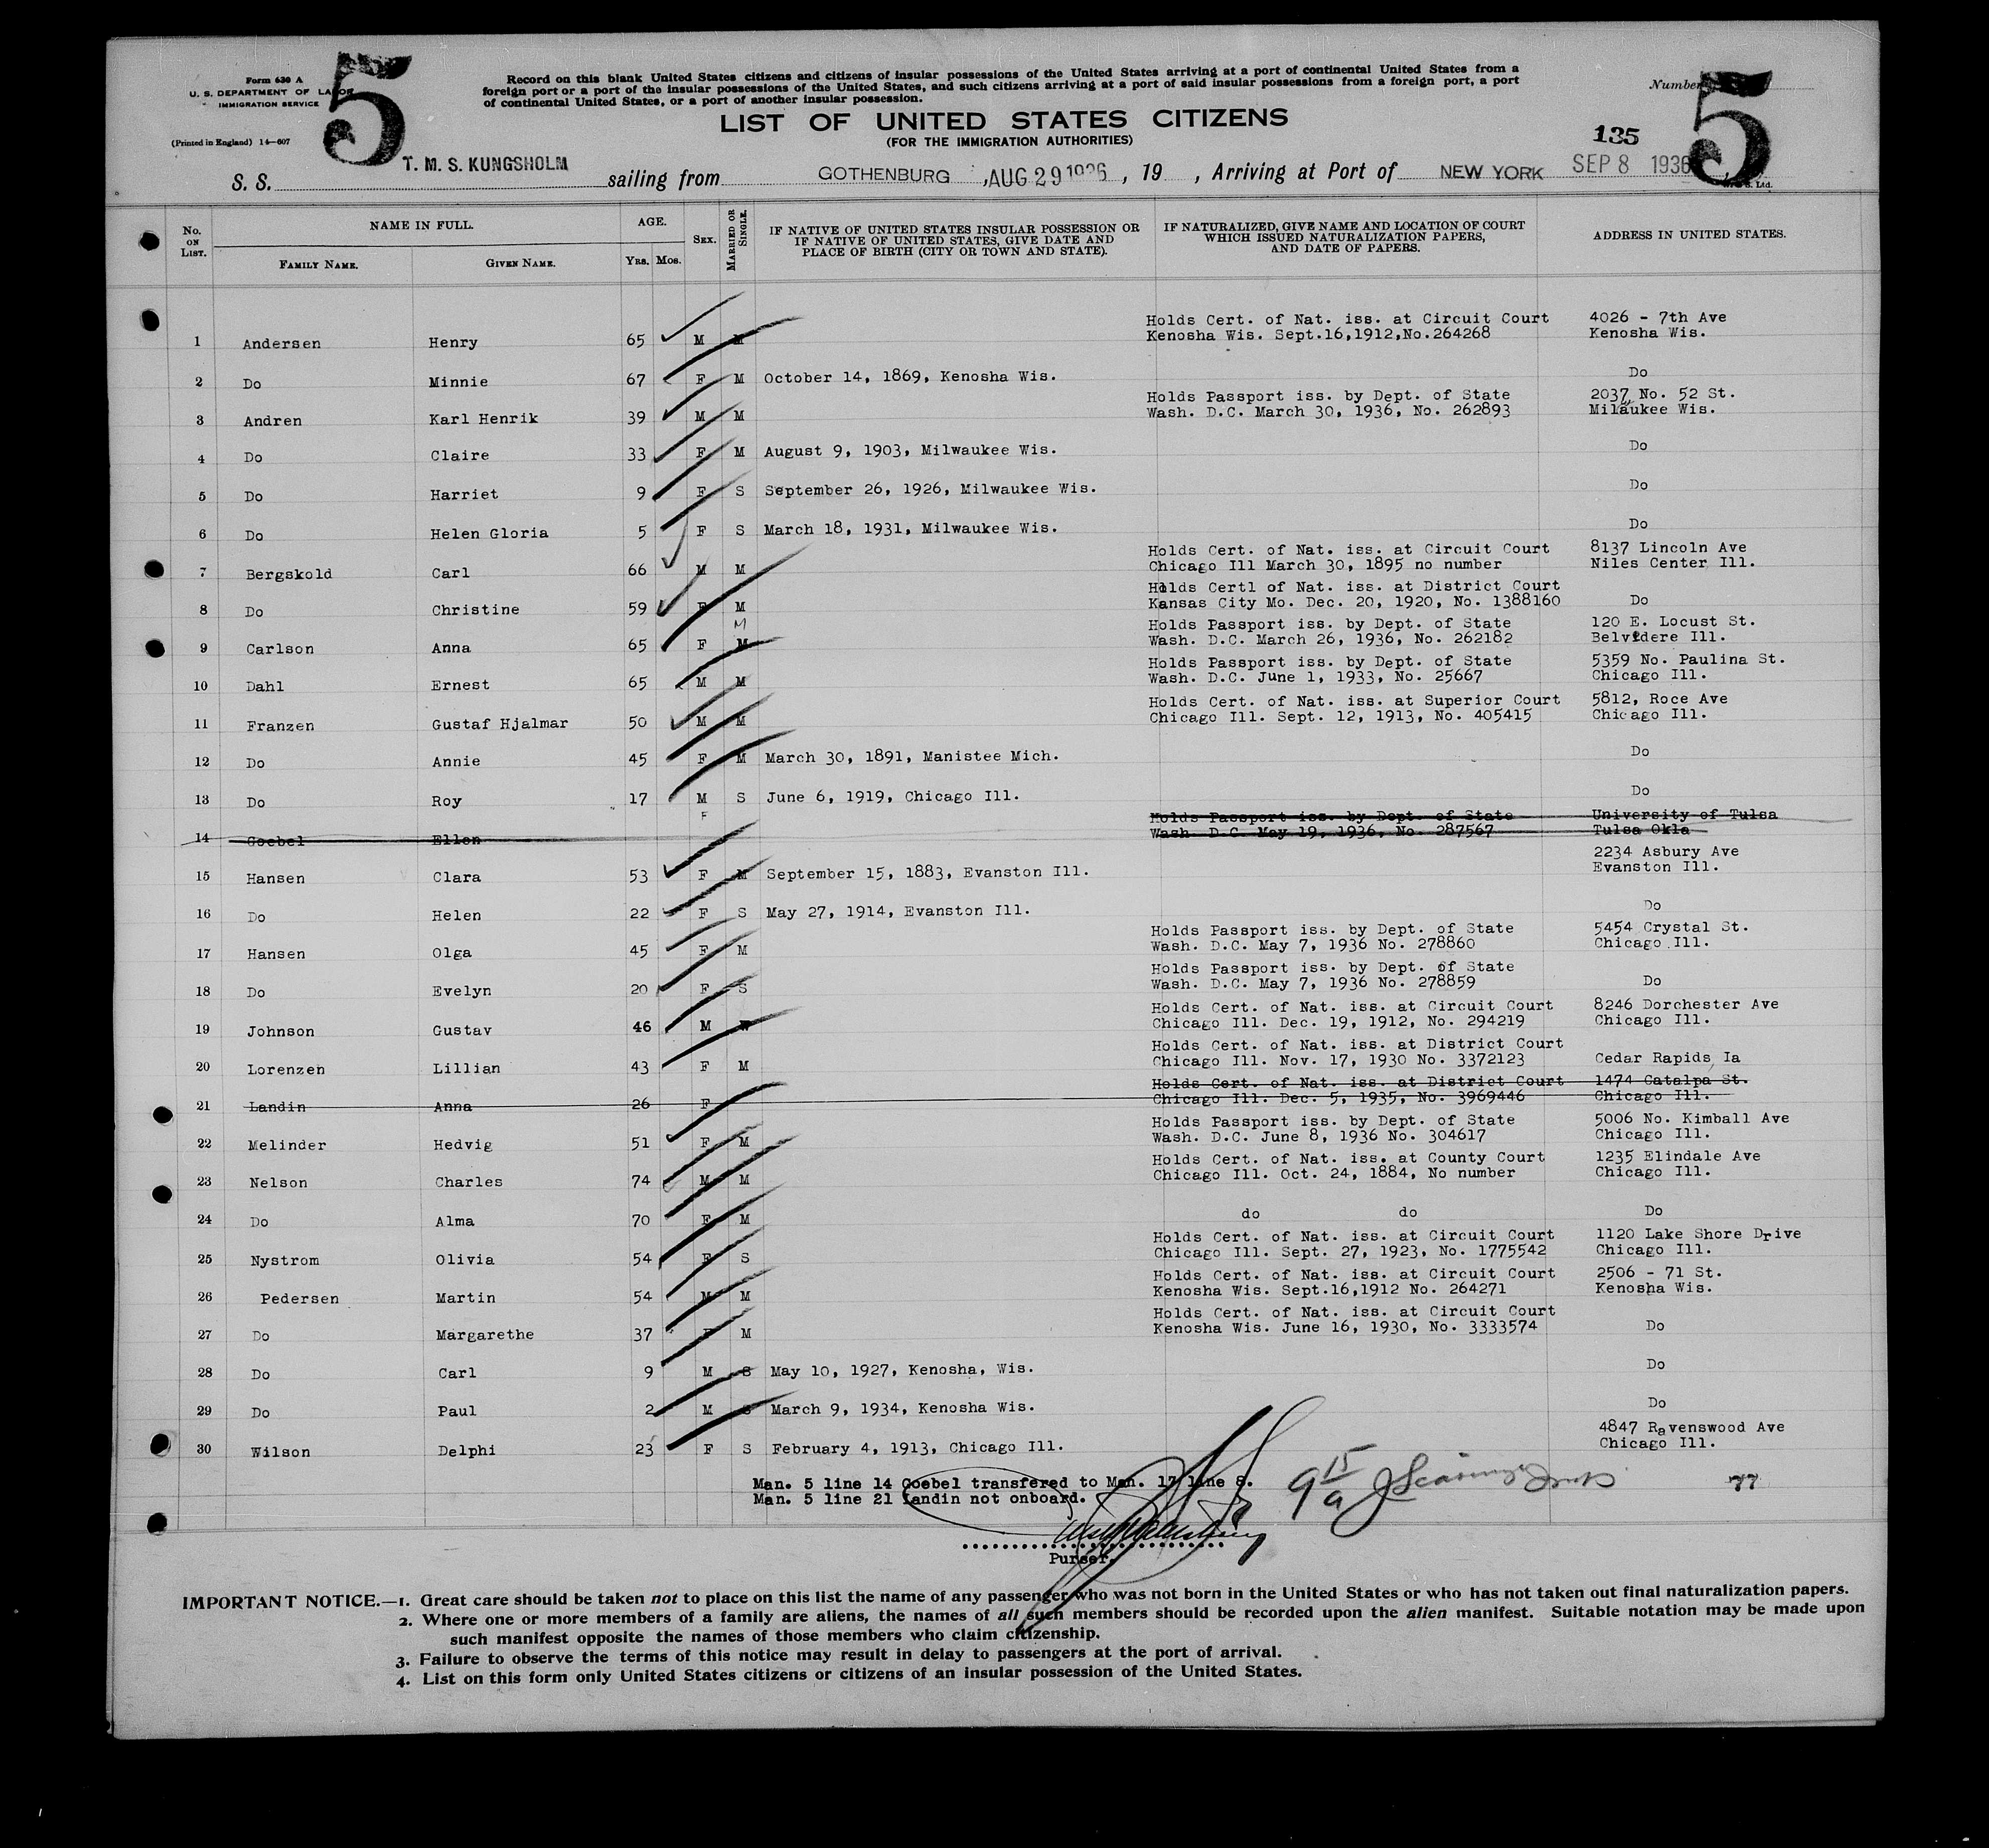 Form 630 A
U. S. DEPARTMENT OF LABOR
IMMIGRATION SERVICE
(Printed in England) 14—607
5
Record on this blank United States citizens and citizens of insular possessions of the United States arriving at a port of continental United States from a
foreign port or a port of the insular possessions of the United States, and such citizens arriving at a port of said insular possessions from a foreign port, a port
of continental United States, or a port of another insular possession.
LIST OF UNITED STATES CITIZENS
(FOR THE IMMIGRATION AUTHORITIES)
Number
5
135
S. S. T. M. S. KUNGSHOLM sailing from GOTHENBURG , AUG 29 1936 , 19 , Arriving at Port of NEW YORK SEP 8 1936
Ltd.
No. ON LIST. NAME IN FULL. AGE. SEX. MARRIED OR SINGLE. IF NATIVE OF UNITED STATES INSULAR POSSESSION OR IF NATIVE OF UNITED STATES, GIVE DATE AND PLACE OF BIRTH (CITY OR TOWN AND STATE). IF NATURALIZED, GIVE NAME AND LOCATION OF COURT WHICH ISSUED NATURALIZATION PAPERS, AND DATE OF PAPERS. ADDRESS IN UNITED STATES.
FAMILY NAME. GIVEN NAME. YRS. MOS.
Holds Cert. of Nat. iss. at Circuit Court 4026 - 7th Ave
1 Andersen Henry 65 M M Kenosha Wis. Sept.16,1912,No.264268 Kenosha Wis.
2 Do Minnie 67 F M October 14, 1869, Kenosha Wis. Do
Holds Passport iss. by Dept. of State 2037 No. 52 St.
3 Andren Karl Henrik 39 M M Wash. D.C. March 30, 1936, No. 262893 Milwaukee Wis.
4 Do Claire 33 F M August 9, 1903, Milwaukee Wis. Do
5 Do Harriet 9 F S September 26, 1926, Milwaukee Wis. Do
6 Do Helen Gloria 5 F S March 18, 1931, Milwaukee Wis. Do
Holds Cert. of Nat. iss. at Circuit Court 8137 Lincoln Ave
7 Bergskold Carl 66 M M Chicago Ill March 30, 1895 no number Niles Center Ill.
Holds Certl of Nat. iss. at District Court
8 Do Christine 59 F M Kansas City Mo. Dec. 20, 1920, No. 1388160 Do
M Holds Passport iss. by Dept. of State 120 E. Locust St.
9 Carlson Anna 65 F M Wash. D.C. March 26, 1936, No. 262182 Belvidere Ill.
Holds Passport iss. by Dept. of State 5359 No. Paulina St.
10 Dahl Ernest 65 M M Wash. D.C. June 1, 1933, No. 25667 Chicago Ill.
Holds Cert. of Nat. iss. at Superior Court 5812, Roce Ave
11 Franzen Gustaf Hjalmar 50 M M Chicago Ill. Sept. 12, 1913, No. 405415 Chicago Ill.
12 Do Annie 45 F M March 30, 1891, Manistee Mich. Do
13 Do Roy 17 M S June 6, 1919, Chicago Ill. Do
F Holds Passport iss. by Dept. of State University of Tulsa
14 Goebel Ellen Wash. D.C. May 19, 1936, No. 287567 Tulsa Okla
2234 Asbury Ave
15 Hansen Clara 53 F M September 15, 1883, Evanston Ill. Evanston Ill.
16 Do Helen 22 F S May 27, 1914, Evanston Ill. Do
Holds Passport iss. by Dept. of State 5454 Crystal St.
17 Hansen Olga 45 F M Wash. D.C. May 7, 1936 No. 278860 Chicago Ill.
Holds Passport iss. by Dept. of State
18 Do Evelyn 20 F S Wash. D.C. May 7, 1936 No. 278859 Do
Holds Cert. of Nat. iss. at Circuit Court 8246 Dorchester Ave
19 Johnson Gustav 46 M W Chicago Ill. Dec. 19, 1912, No. 294219 Chicago Ill.
Holds Cert. of Nat. iss. at District Court
20 Lorenzen Lillian 43 F M Chicago Ill. Nov. 17, 1930 No. 3372123 Cedar Rapids Ia
Holds Cert. of Nat. iss. at District Court 1474 Catalpa St.
21 Landin Anna 26 F Chicago Ill. Dec. 5, 1935, No. 3969446 Chicago Ill.
Holds Passport iss. by Dept. of State 5006 No. Kimball Ave
22 Melinder Hedvig 51 F M Wash. D.C. June 8, 1936 No. 304617 Chicago Ill.
Holds Cert. of Nat. iss. at County Court 1235 Elindale Ave
23 Nelson Charles 74 M M Chicago Ill. Oct. 24, 1884, No number Chicago Ill.
24 Do Alma 70 F M do do Do
Holds Cert. of Nat. iss. at Circuit Court 1120 Lake Shore Drive
25 Nystrom Olivia 54 F S Chicago Ill. Sept. 27, 1923, No. 1775542 Chicago Ill.
Holds Cert. of Nat. iss. at Circuit Court 2506 - 71 St.
26 Pedersen Martin 54 M M Kenosha Wis. Sept.16,1912 No. 264271 Kenosha Wis.
Holds Cert. of Nat. iss. at Circuit Court
27 Do Margarethe 37 F M Kenosha Wis. June 16, 1930, No. 3333574 Do
28 Do Carl 9 M S May 10, 1927, Kenosha, Wis. Do
29 Do Paul 2 M S March 9, 1934, Kenosha Wis. Do
4847 Ravenswood Ave
30 Wilson Delphi 23 F S February 4, 1913, Chicago Ill. Chicago Ill.
Man. 5 line 14 Goebel transfered to Man. 17 line 8.
Man. 5 line 21 Landin not onboard.
9 15 a
77
Purser.
IMPORTANT NOTICE.—1. Great care should be taken not to place on this list the name of any passenger who was not born in the United States or who has not taken out final naturalization papers.
2. Where one or more members of a family are aliens, the names of all such members should be recorded upon the alien manifest. Suitable notation may be made upon
such manifest opposite the names of those members who claim citizenship.
3. Failure to observe the terms of this notice may result in delay to passengers at the port of arrival.
4. List on this form only United States citizens or citizens of an insular possession of the United States.